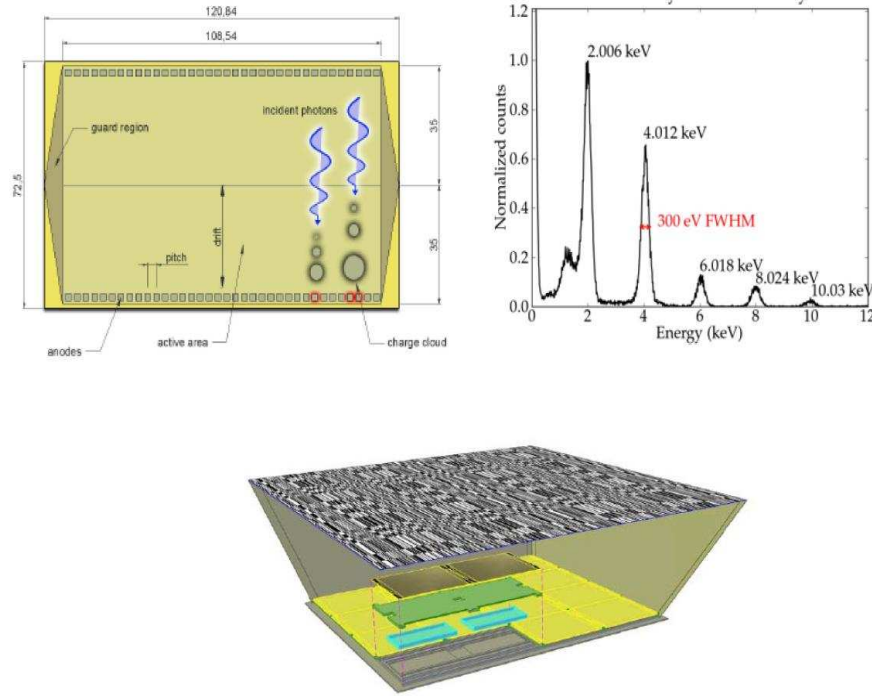 120,84
108,54
incident photons
guard region
72,5
35
drift
35
pitch
anodes
active area
charge cloud
1.2
2.006 keV
1.0
4.012 keV
0.8
0.6
Normalized counts
300 eV FWHM
0.4
6.018 keV
0.2
8.024 keV
10.03 keV
0.0
0
2
4
6
8
10
12
Energy (keV)